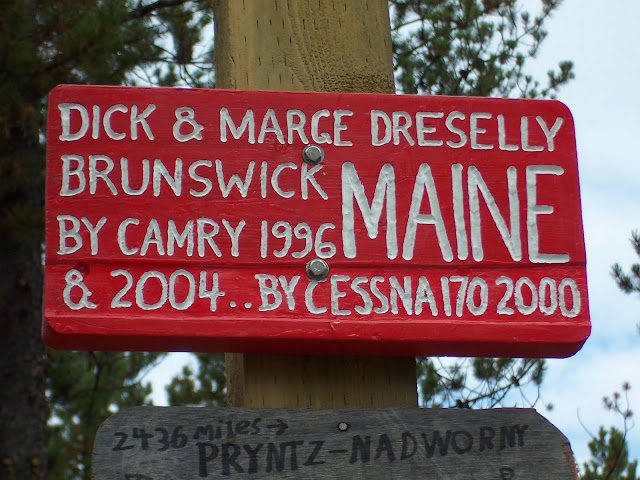 DICK & MARGE DRESELLY
BRUNSWICK MAINE
BY CAMRY 1996
& 2004.. BY CESSNA 170 2000
2436 miles →
PRYNTZ-NADWORNY